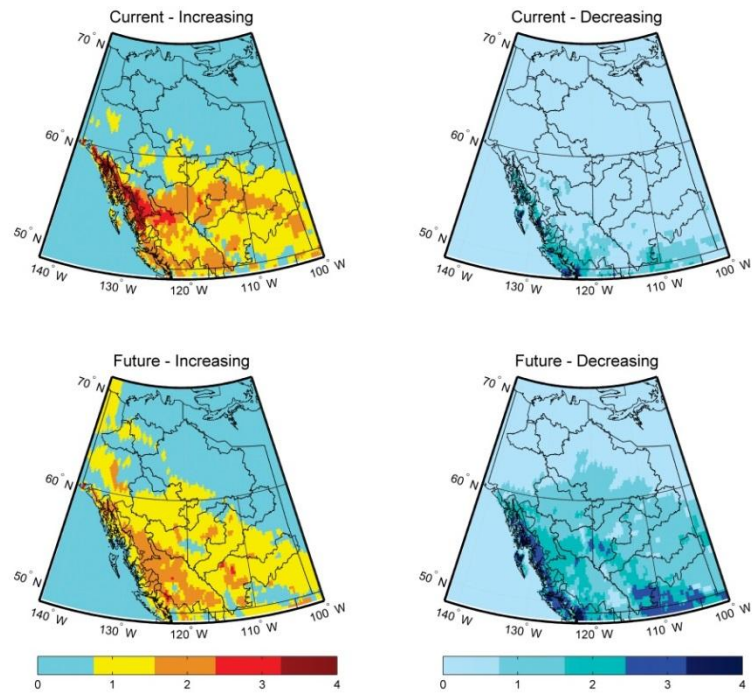 Current - Increasing
70° N
60° N
50° N
140° W
130° W
120° W
110° W
100° W
Current - Decreasing
70° N
60° N
50° N
140° W
130° W
120° W
110° W
100° W
Future - Increasing
70° N
60° N
50° N
140° W
130° W
120° W
110° W
100° W
Future - Decreasing
70° N
60° N
50° N
140° W
130° W
120° W
110° W
100° W
0 1 2 3 4
0 1 2 3 4